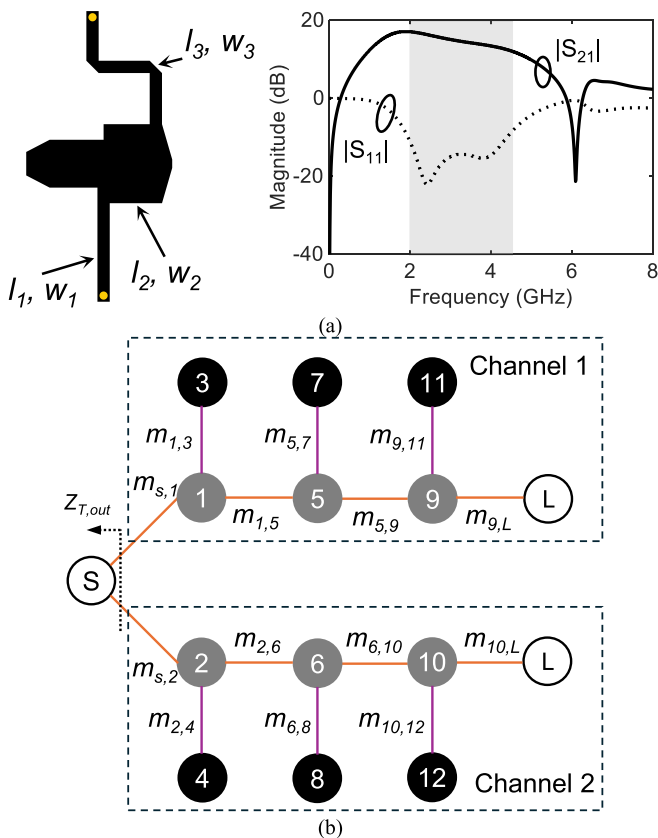 l3, w3
l1, w1
l2, w2
20
0
-20
-40
Magnitude (dB)
|S21|
|S11|
0
2
4
6
8
Frequency (GHz)
(a)
Channel 1
3
7
11
m1,3
m5,7
m9,11
ms,1
1
5
9
L
m1,5
m5,9
m9,L
ZT,out
S
ms,2
m2,6
m6,10
m10,L
2
6
10
L
m2,4
m6,8
m10,12
4
8
12
Channel 2
(b)